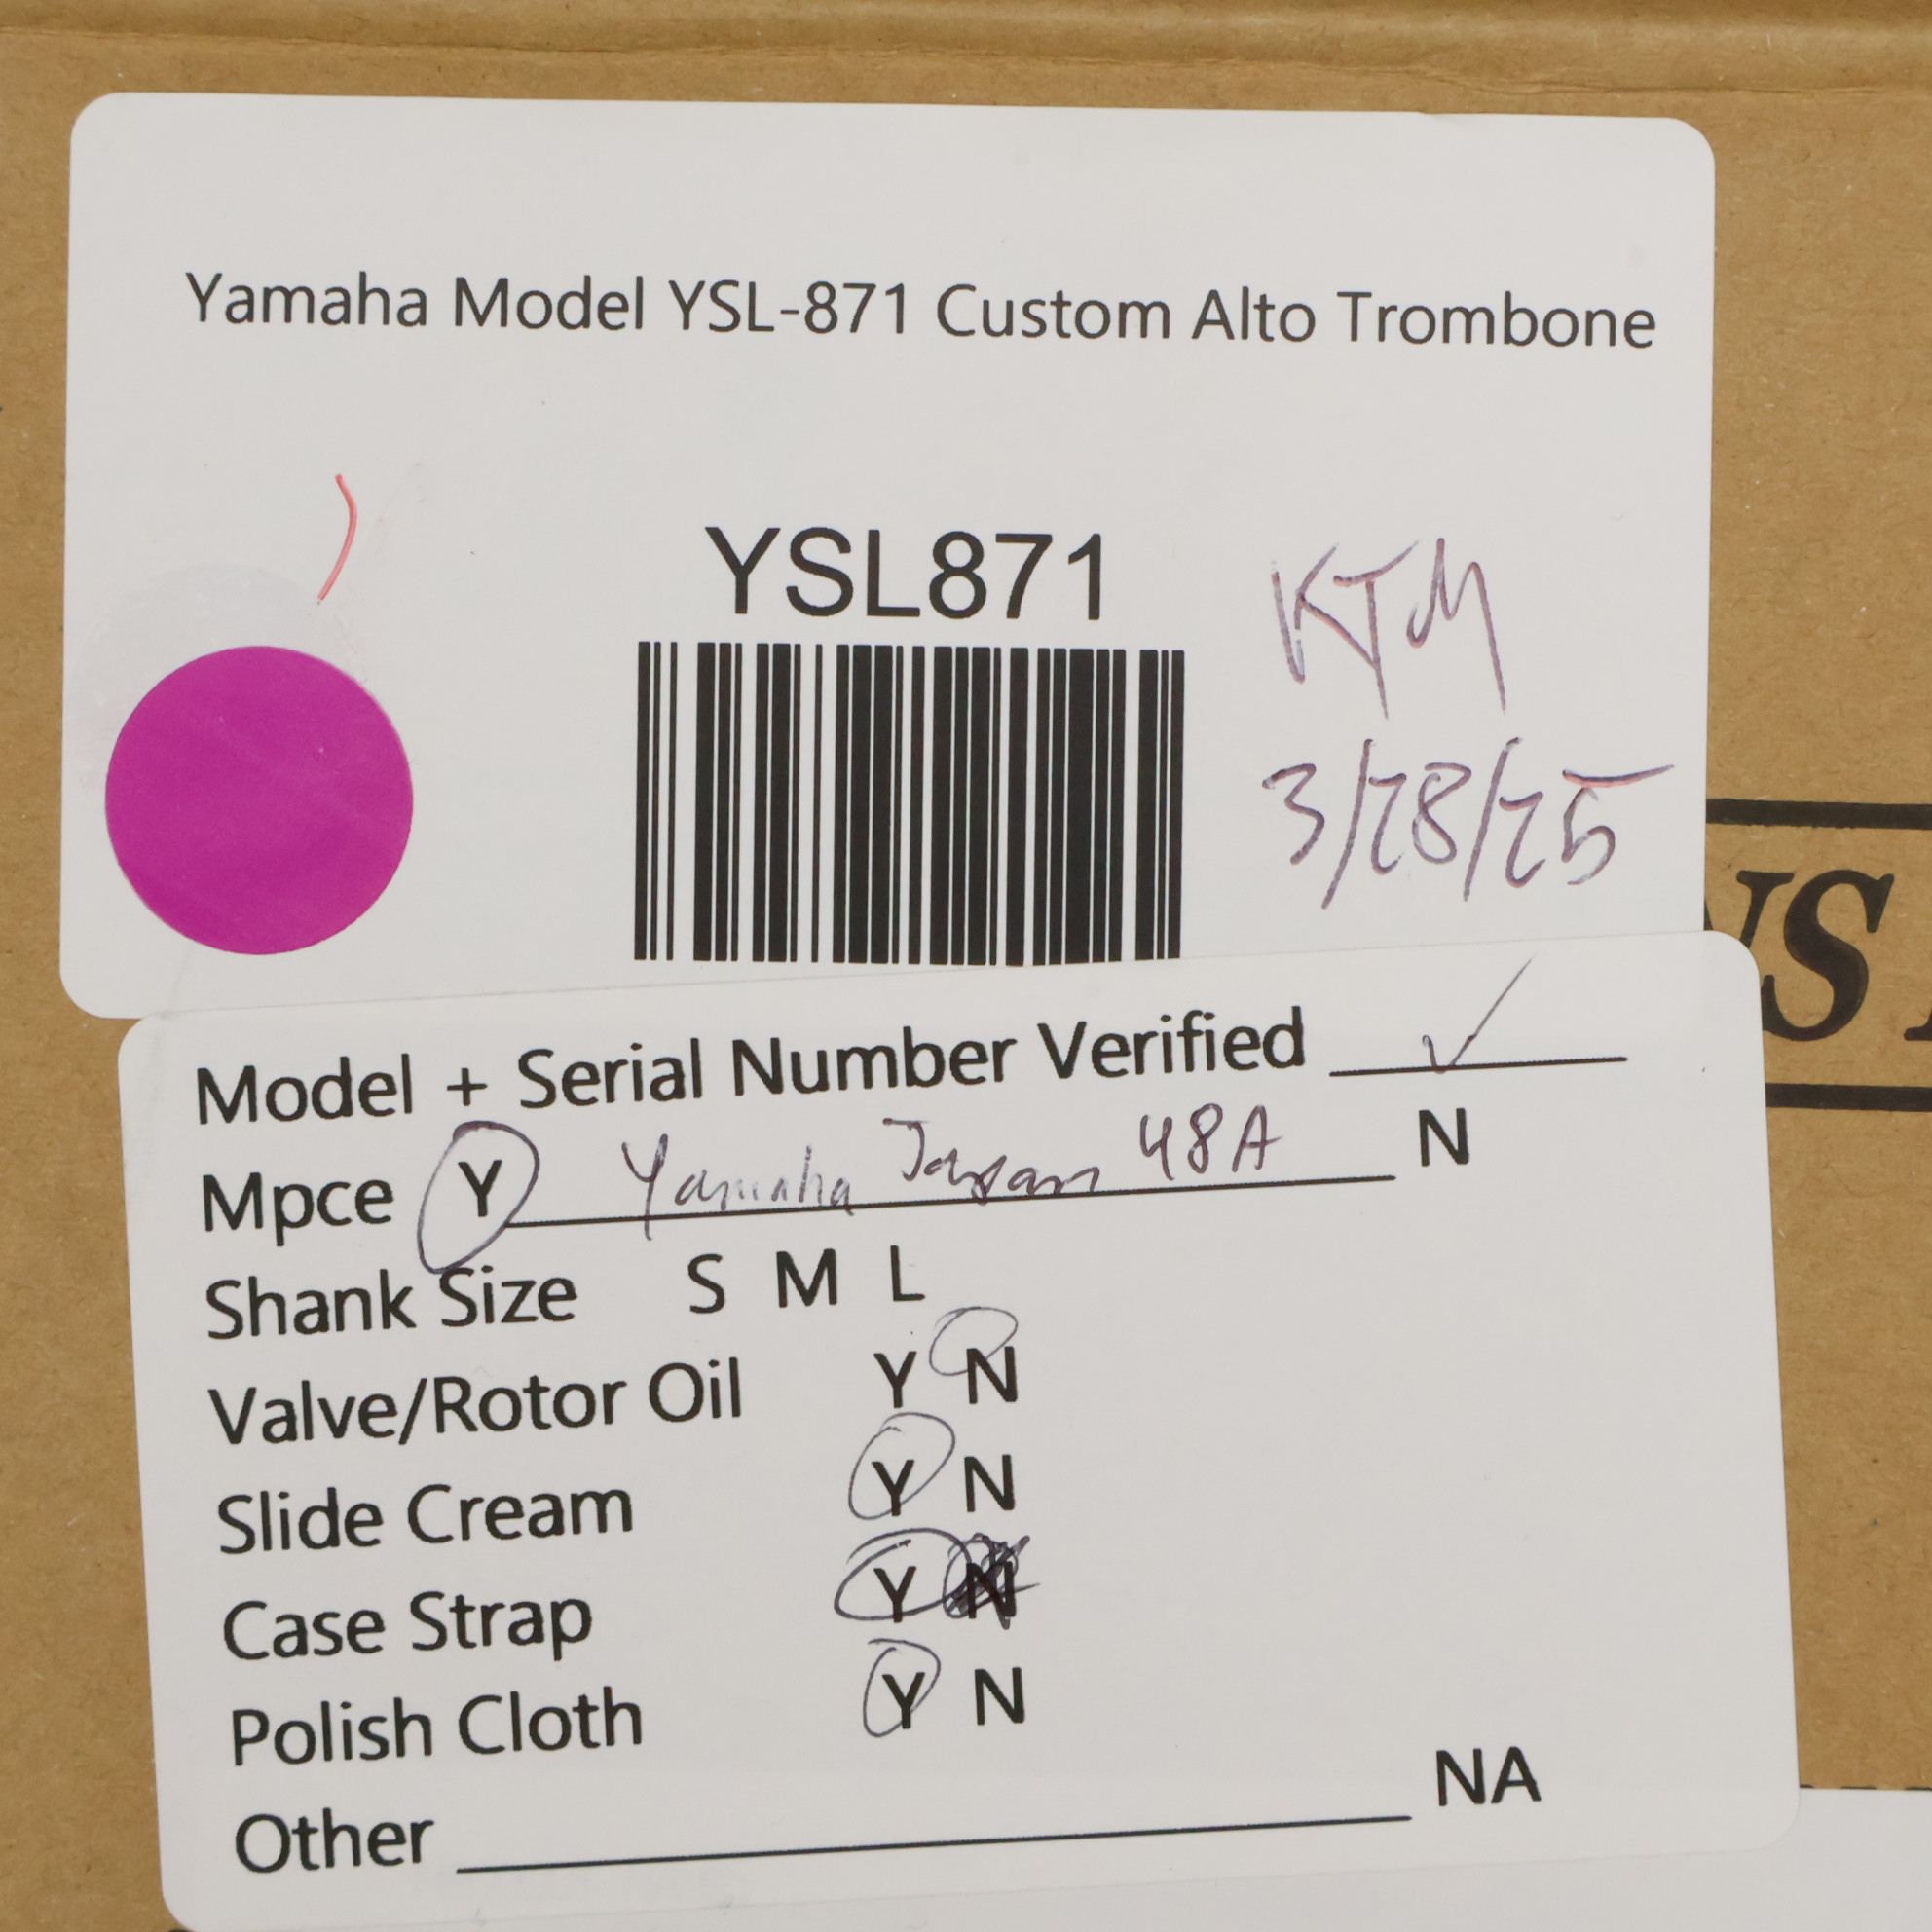 Yamaha Model YSL-871 Custom Alto Trombone
YSL871
KTM
3/28/25
NS
Model + Serial Number Verified ✓
Mpce Y Yamaha Japan 48A N
Shank Size S M L
Valve/Rotor Oil Y N
Slide Cream Y N
Case Strap Y N
Polish Cloth Y N
Other NA